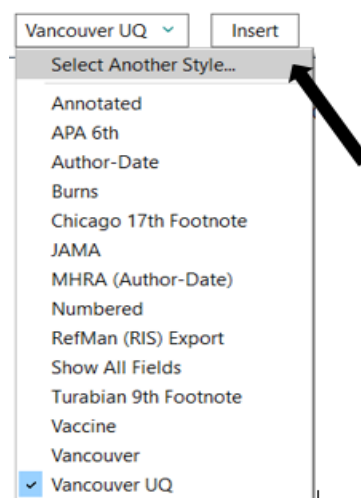 Vancouver UQ Insert
Select Another Style...
Annotated
APA 6th
Author-Date
Burns
Chicago 17th Footnote
JAMA
MHRA (Author-Date)
Numbered
RefMan (RIS) Export
Show All Fields
Turabian 9th Footnote
Vaccine
Vancouver
Vancouver UQ